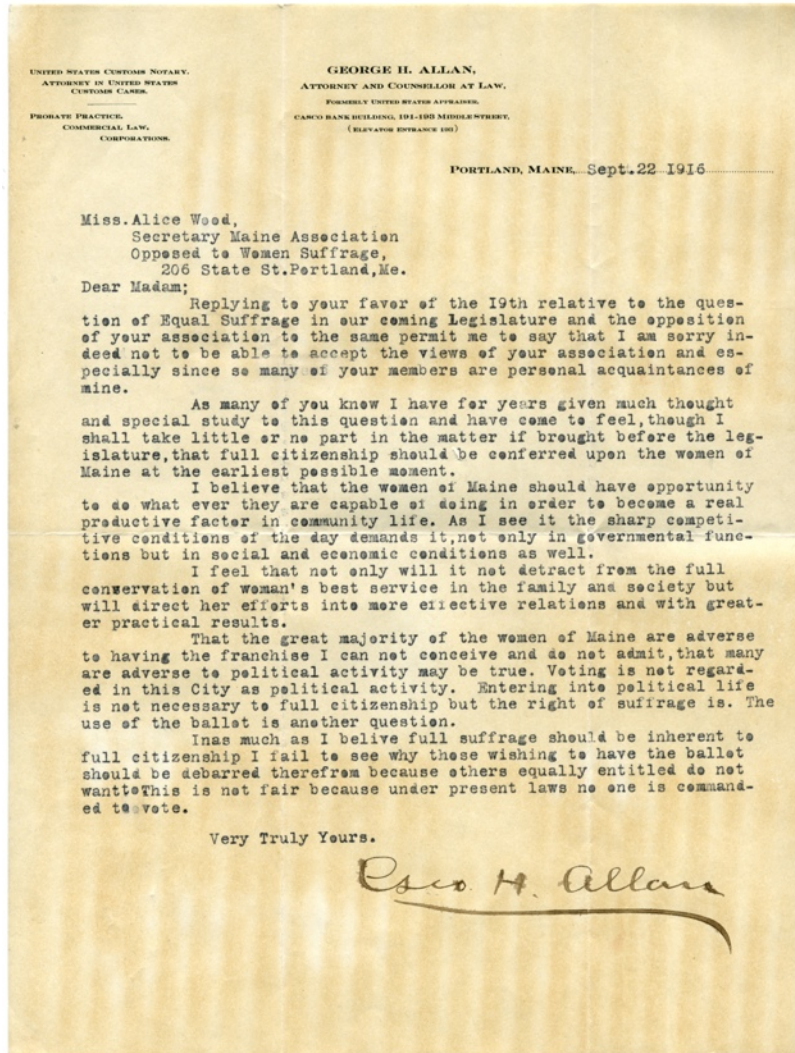 UNITED STATES CUSTOMS NOTARY.
ATTORNEY IN UNITED STATES
CUSTOMS CASES.
PROBATE PRACTICE.
COMMERCIAL LAW.
CORPORATIONS.
GEORGE H. ALLAN,
ATTORNEY AND COUNSELLOR AT LAW,
FORMERLY UNITED STATES APPRAISER,
CASCO BANK BUILDING, 191-193 MIDDLE STREET,
(ELEVATOR ENTRANCE 193)
PORTLAND, MAINE, Sept.22 1916
Miss.Alice Wood,
Secretary Maine Association
Opposed to Women Suffrage,
206 State St.Portland,Me.
Dear Madam;
Replying to your favor of the 19th relative to the ques-
tion of Equal Suffrage in our coming Legislature and the opposition
of your association to the same permit me to say that I am sorry in-
deed not to be able to accept the views of your association and es-
pecially since so many of your members are personal acquaintances of
mine.
As many of you know I have for years given much thought
and special study to this question and have come to feel,though I
shall take little or no part in the matter if brought before the leg-
islature,that full citizenship should be conferred upon the women of
Maine at the earliest possible moment.
I believe that the women of Maine should have opportunity
to do what ever they are capable of doing in order to become a real
productive factor in community life. As I see it the sharp competi-
tive conditions of the day demands it,not only in governmental func-
tions but in social and economic conditions as well.
I feel that not only will it not detract from the full
conservation of woman's best service in the family and society but
will direct her efforts into more effective relations and with great-
er practical results.
That the great majority of the women of Maine are adverse
to having the franchise I can not conceive and do not admit,that many
are adverse to political activity may be true. Voting is not regard-
ed in this City as political activity. Entering into political life
is not necessary to full citizenship but the right of suffrage is. The
use of the ballot is another question.
Inas much as I belive full suffrage should be inherent to
full citizenship I fail to see why those wishing to have the ballot
should be debarred therefrom because others equally entitled do not
wanttoThis is not fair because under present laws no one is command-
ed to vote.
Very Truly Yours.
Geo. H. Allan